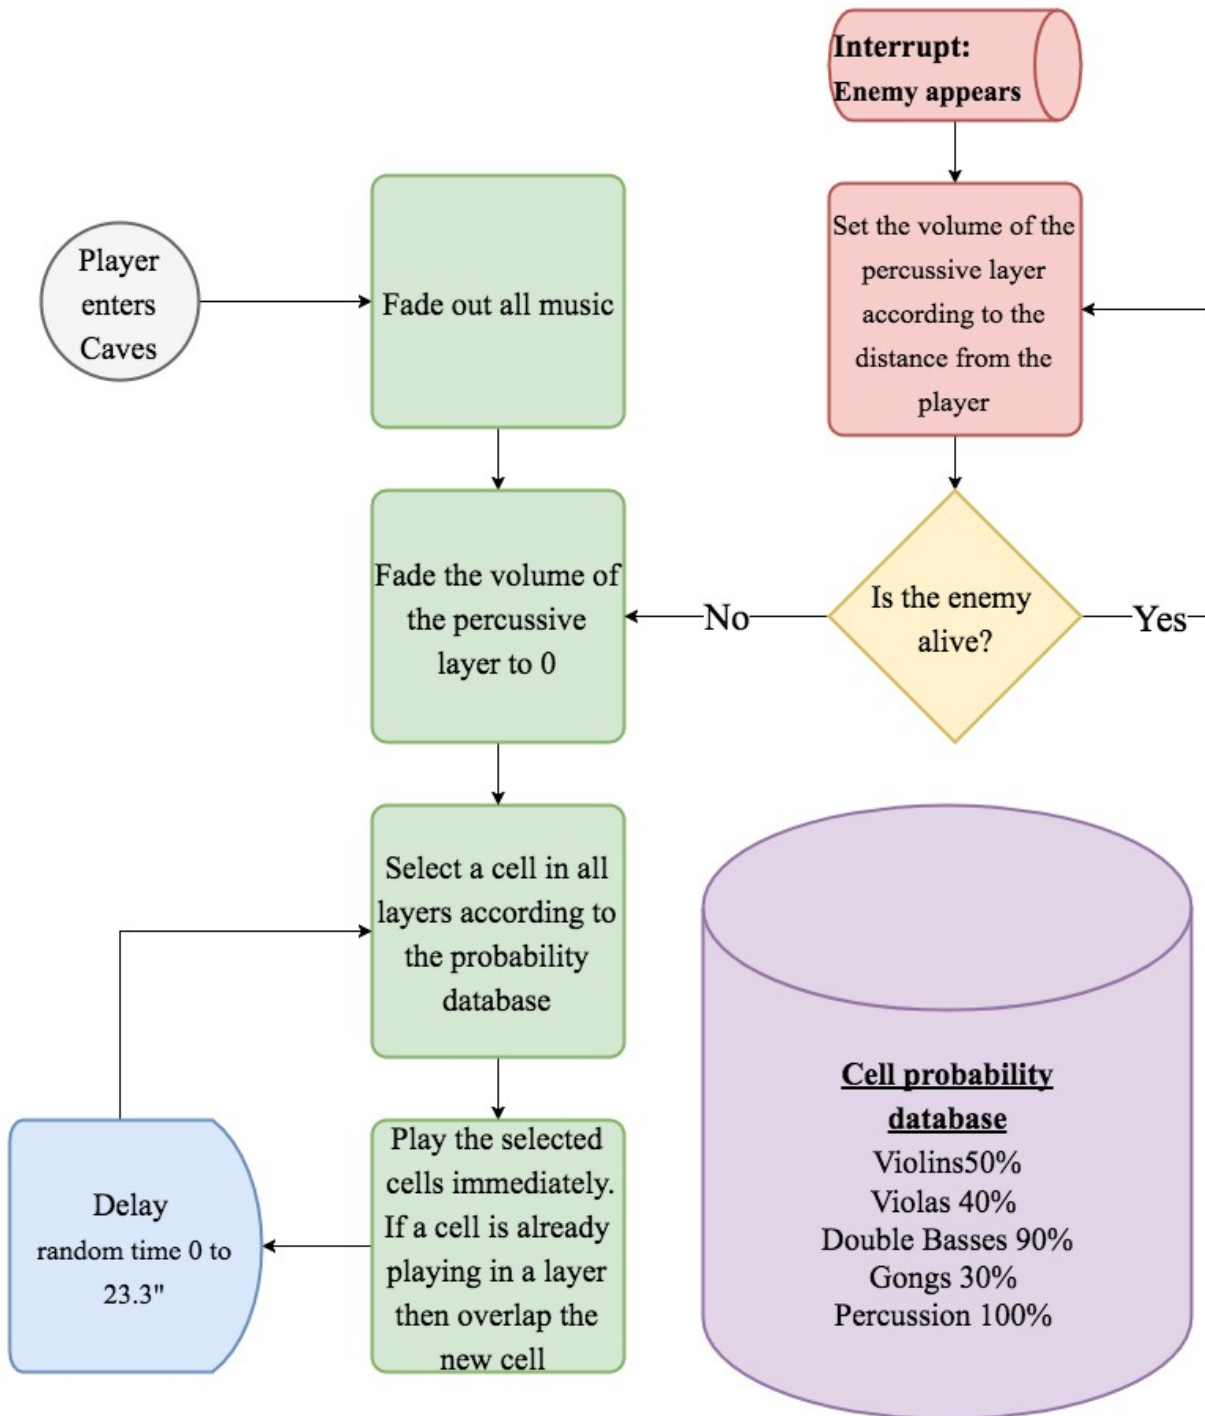 Interrupt:
Enemy appears
Player
enters
Caves
Fade out all music
Set the volume of the
percussive layer
according to the
distance from the
player
Fade the volume of
the percussive
layer to 0
No
Is the enemy
alive?
Yes
Select a cell in all
layers according to
the probability
database
Play the selected
cells immediately.
If a cell is already
playing in a layer
then overlap the
new cell
Delay
random time 0 to
23.3"
Cell probability
database
Violins50%
Violas 40%
Double Basses 90%
Gongs 30%
Percussion 100%